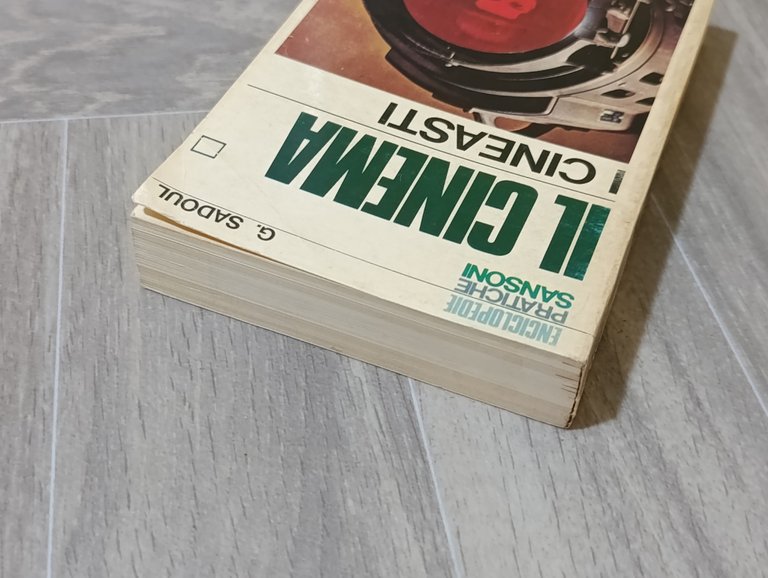 ENCICLOPEDIE
PRATICHE
SANSONI
G. SADOUL
IL CINEMA
I CINEASTI